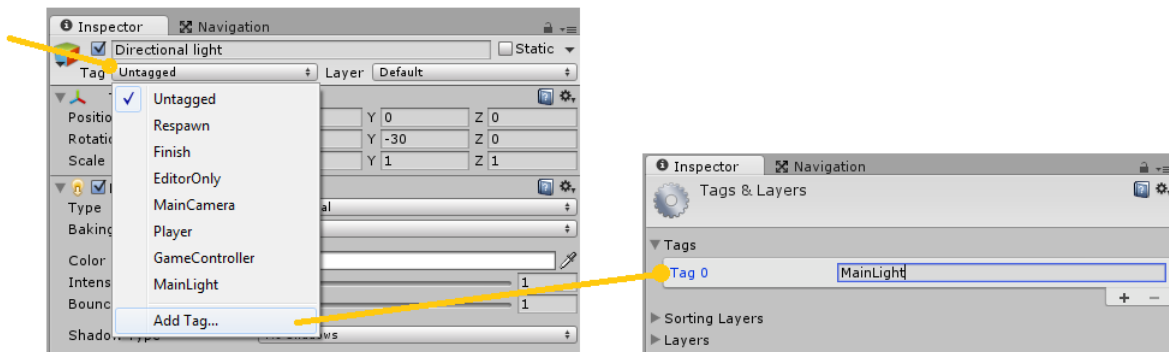 Inspector Navigation
Directional light Static
Tag Untagged Layer Default
Untagged
Respawn
Finish
EditorOnly
MainCamera
Player
GameController
MainLight
Add Tag...
Y 0 Z 0
Y -30 Z 0
Scale Y 1 Z 1
Type
Color
1
1
Inspector Navigation
Tags & Layers
Tags
Tag 0 MainLight
+ −
Sorting Layers
Layers